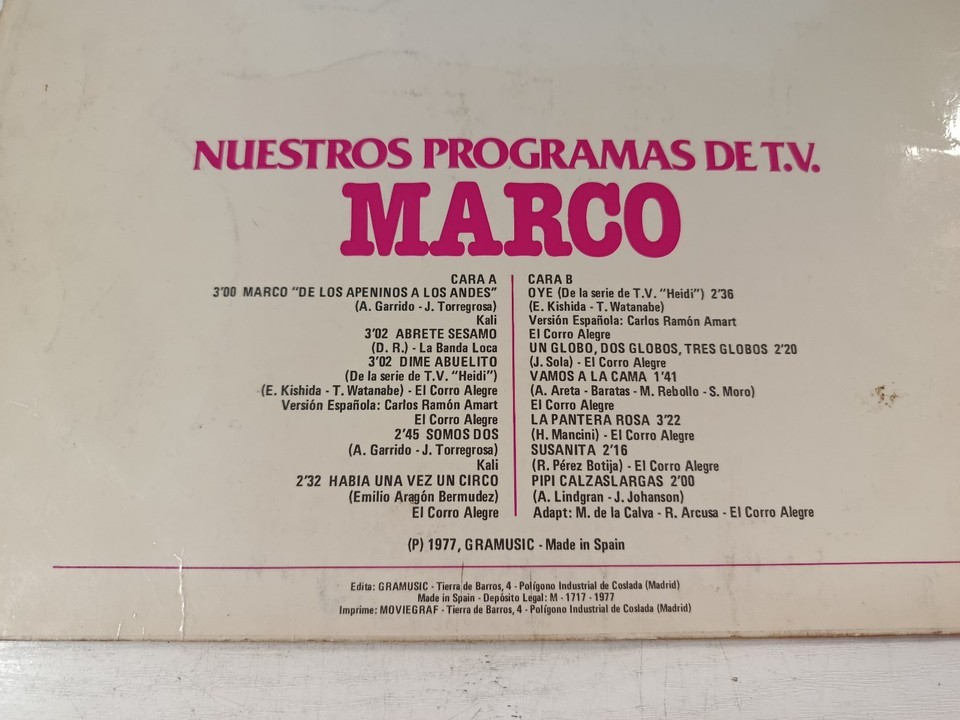 NUESTROS PROGRAMAS DE T.V.
MARCO
CARA A
3'00 MARCO "DE LOS APENINOS A LOS ANDES"
(A. Garrido - J. Torregrosa)
Kali
3'02 ABRETE SESAMO
(D. R.) - La Banda Loca
3'02 DIME ABUELITO
(De la serie de T.V. "Heidi")
(E. Kishida - T. Watanabe) - El Corro Alegre
Versión Española: Carlos Ramón Amart
El Corro Alegre
2'45 SOMOS DOS
(A. Garrido - J. Torregrosa)
Kali
2'32 HABIA UNA VEZ UN CIRCO
(Emilio Aragón Bermudez)
El Corro Alegre
CARA B
OYE (De la serie de T.V. "Heidi") 2'36
(E. Kishida - T. Watanabe)
Versión Española: Carlos Ramón Amart
El Corro Alegre
UN GLOBO, DOS GLOBOS, TRES GLOBOS 2'20
(J. Sola) - El Corro Alegre
VAMOS A LA CAMA 1'41
(A. Areta - Baratas - M. Rebollo - S. Moro)
El Corro Alegre
LA PANTERA ROSA 3'22
(H. Mancini) - El Corro Alegre
SUSANITA 2'16
(R. Pérez Botija) - El Corro Alegre
PIPI CALZASLARGAS 2'00
(A. Lindgran - J. Johanson)
Adapt: M. de la Calva - R. Arcusa - El Corro Alegre
(P) 1977, GRAMUSIC - Made in Spain
Edita: GRAMUSIC - Tierra de Barros, 4 - Polígono Industrial de Coslada (Madrid)
Made in Spain - Depósito Legal: M - 1717 - 1977
Imprime: MOVIEGRAF - Tierra de Barros, 4 - Polígono Industrial de Coslada (Madrid)